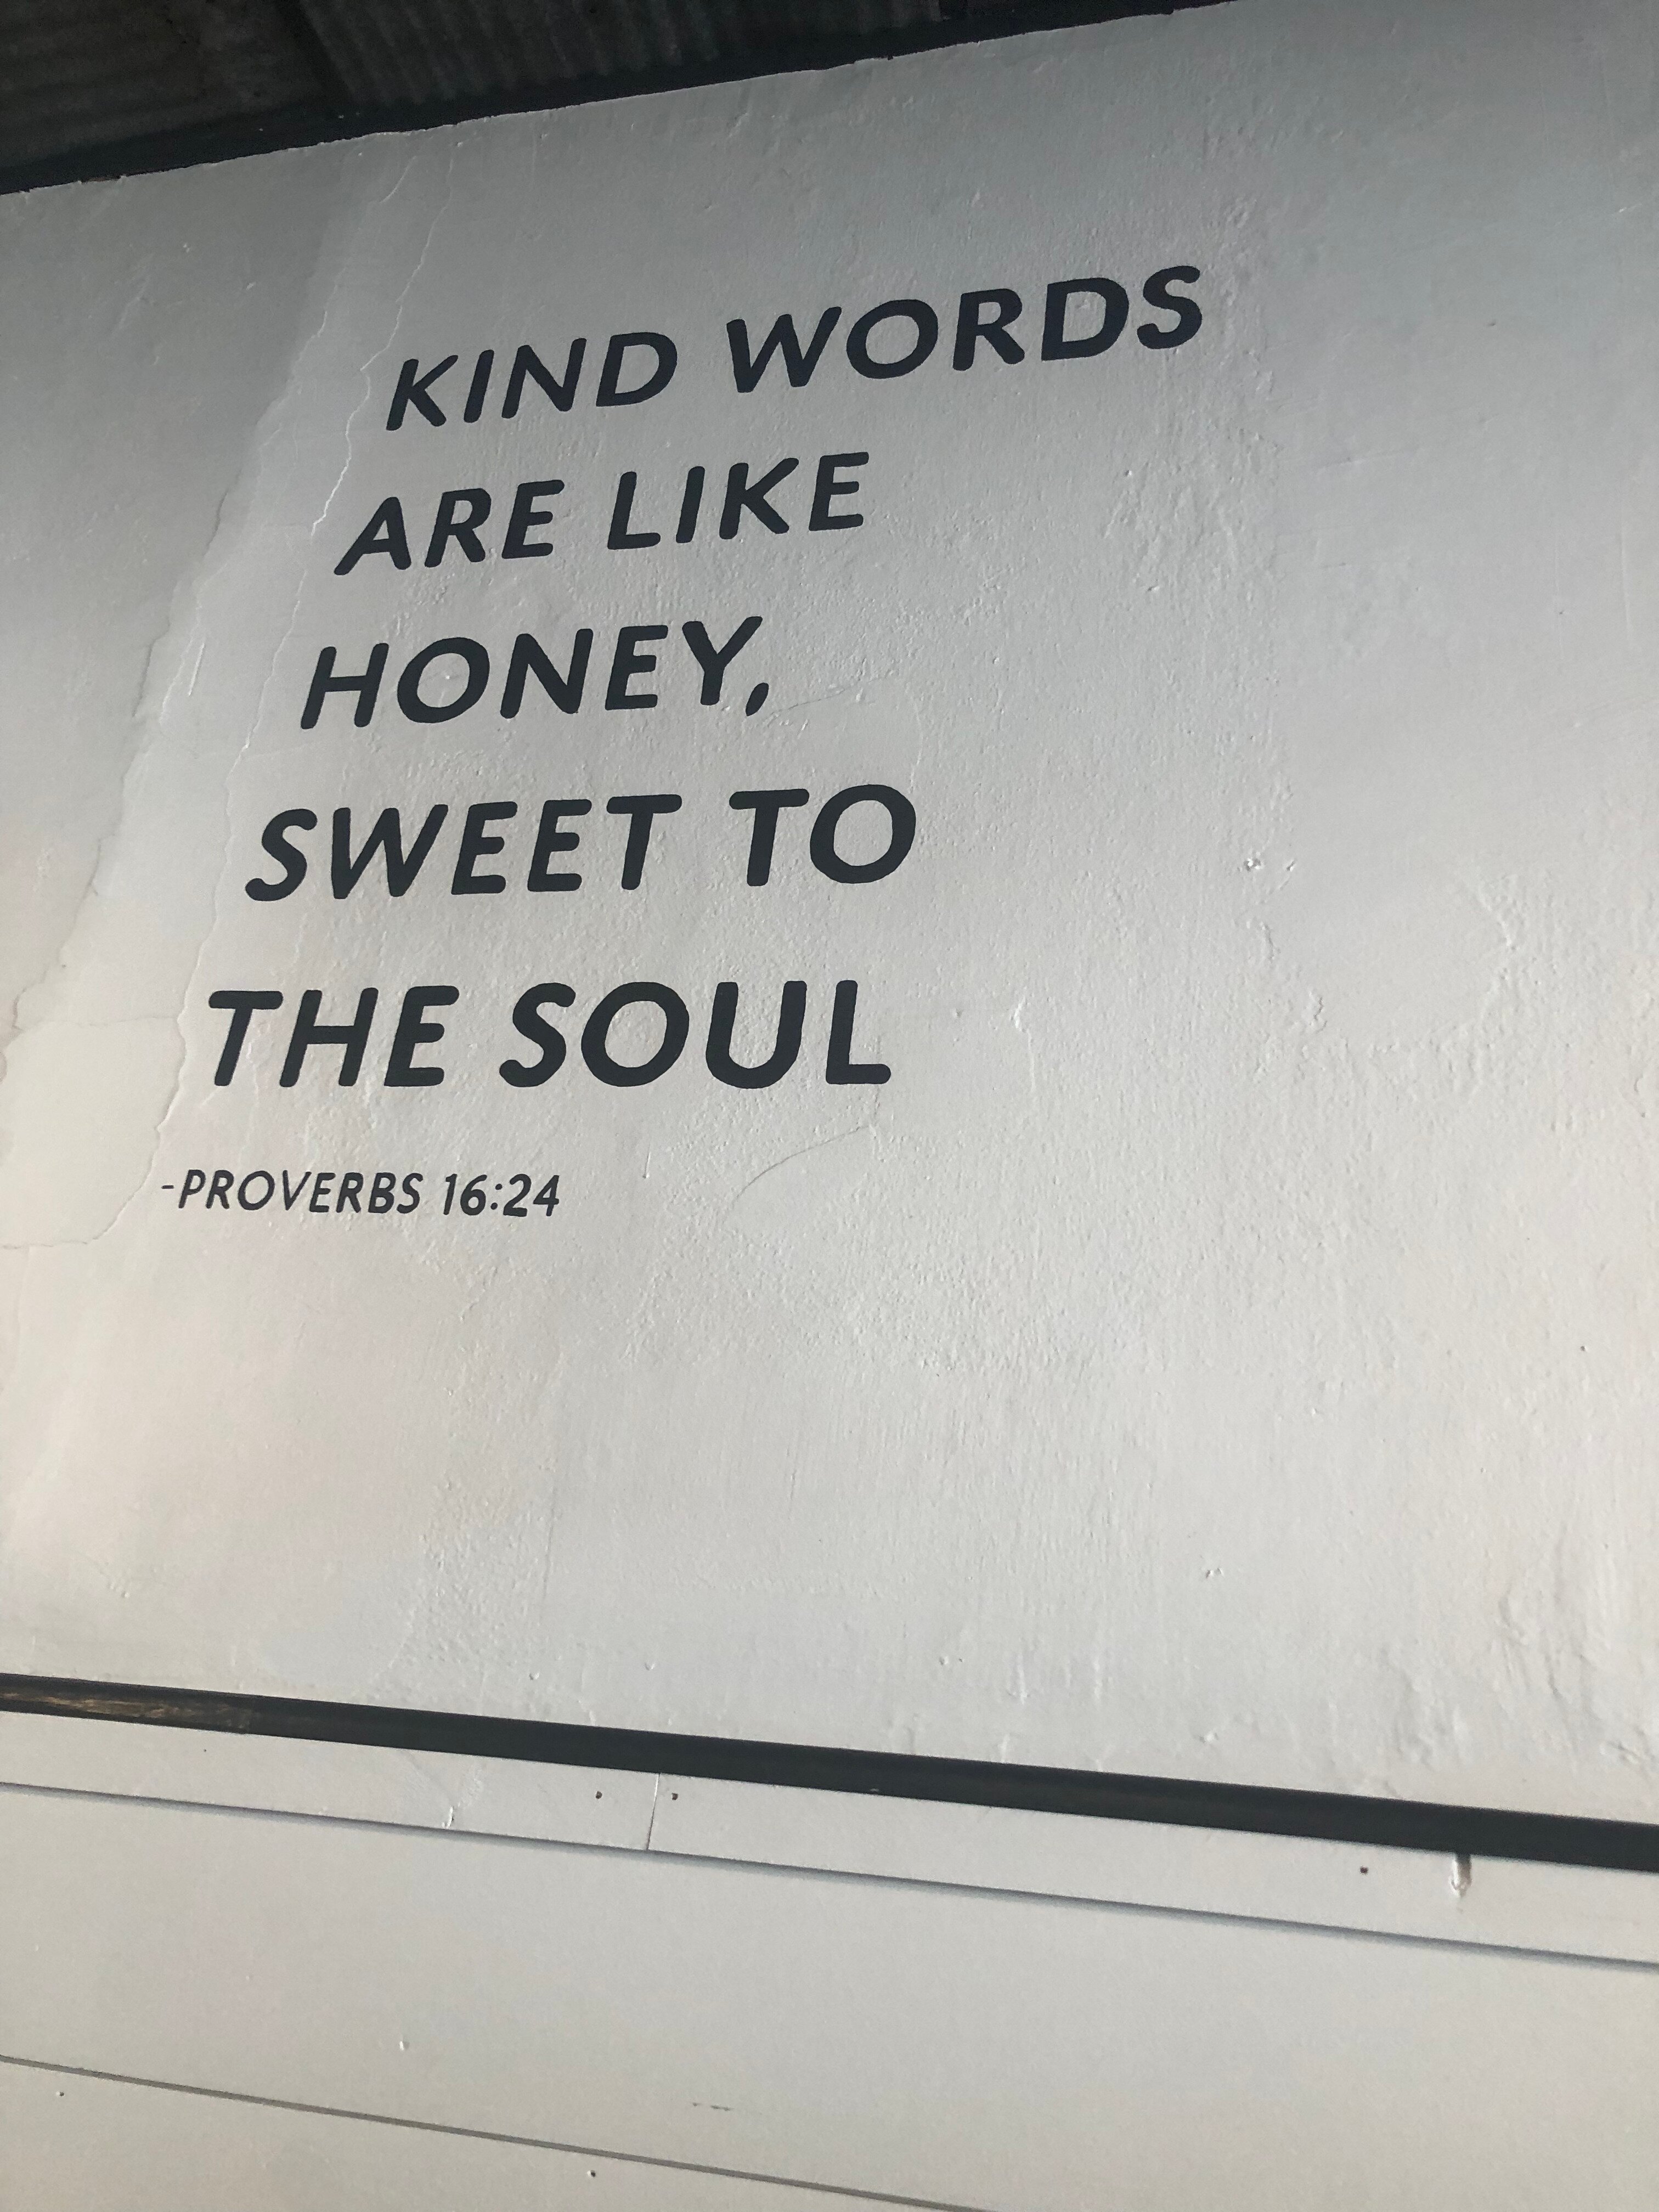 KIND WORDS
ARE LIKE
HONEY,
SWEET TO
THE SOUL
-PROVERBS 16:24